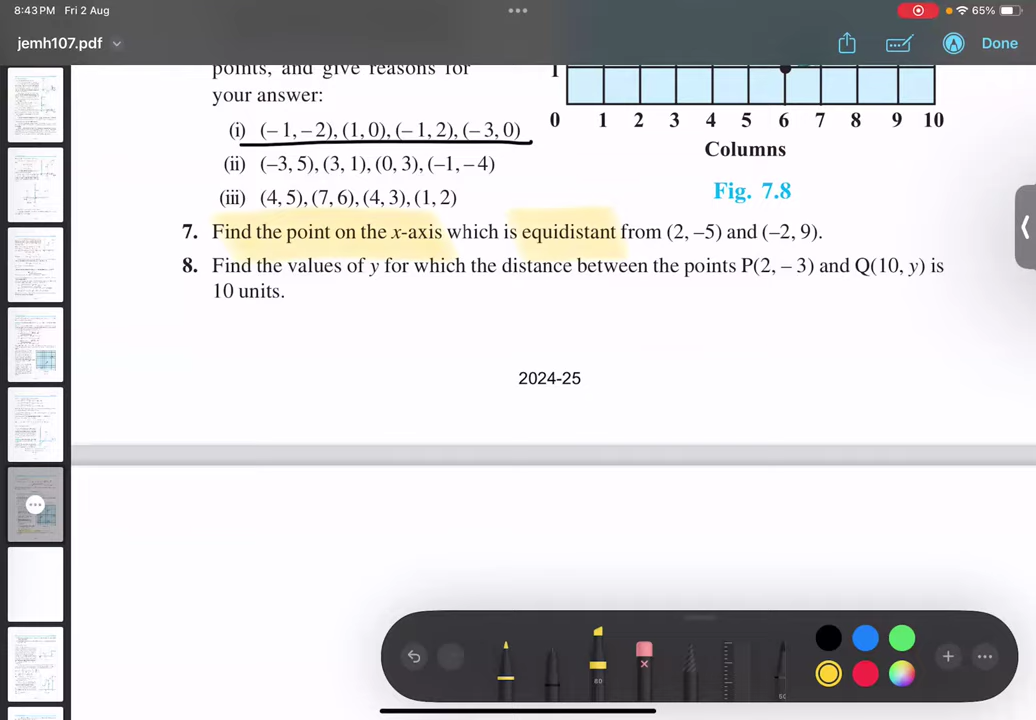 8:43 PM Fri 2 Aug
65%
jemh107.pdf
Done
points, and give reasons for
your answer:
(i) (– 1, – 2), (1, 0), (– 1, 2), (– 3, 0)
(ii) (–3, 5), (3, 1), (0, 3), (–1, – 4)
(iii) (4, 5), (7, 6), (4, 3), (1, 2)
1
0 1 2 3 4 5 6 7 8 9 10
Columns
Fig. 7.8
7. Find the point on the x-axis which is equidistant from (2, –5) and (–2, 9).
8. Find the values of y for which the distance between the points P(2, – 3) and Q(10, y) is
10 units.
2024-25